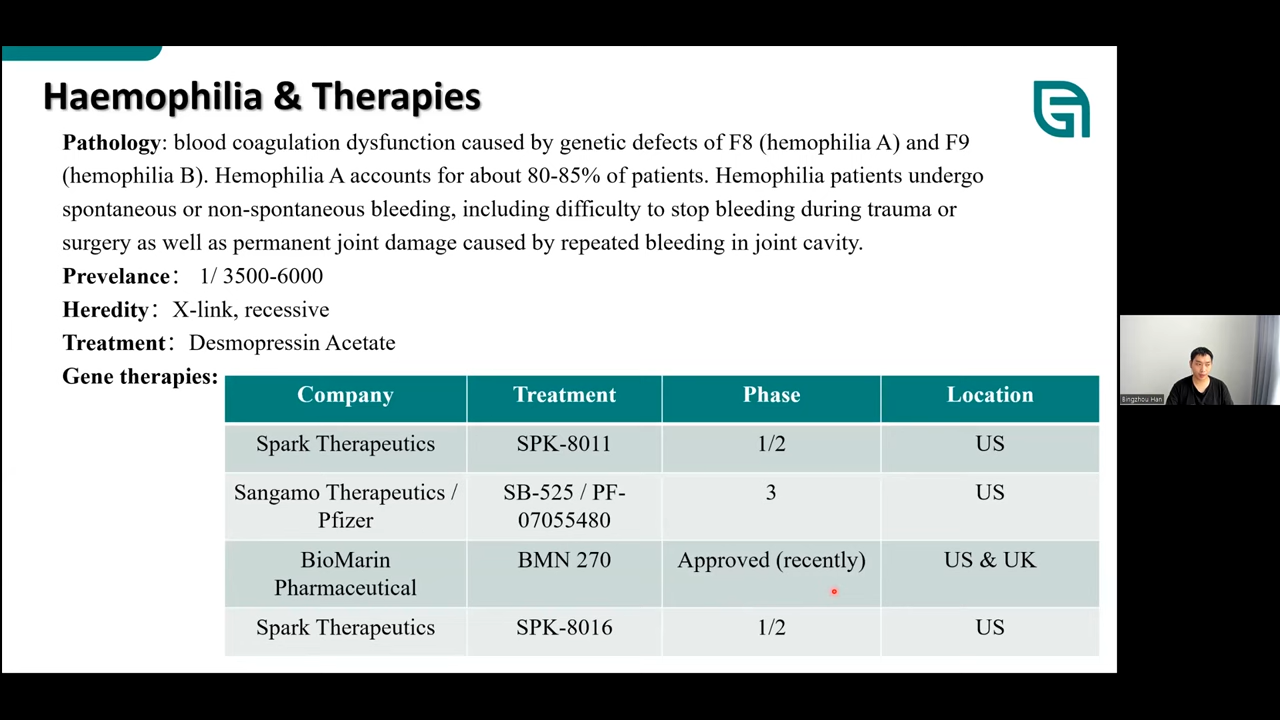 Haemophilia & Therapies
Pathology: blood coagulation dysfunction caused by genetic defects of F8 (hemophilia A) and F9
(hemophilia B). Hemophilia A accounts for about 80-85% of patients. Hemophilia patients undergo
spontaneous or non-spontaneous bleeding, including difficulty to stop bleeding during trauma or
surgery as well as permanent joint damage caused by repeated bleeding in joint cavity.
Prevelance： 1/ 3500-6000
Heredity：X-link, recessive
Treatment：Desmopressin Acetate
Gene therapies:
Company Treatment Phase Location
Spark Therapeutics SPK-8011 1/2 US
Sangamo Therapeutics / SB-525 / PF- 3 US
Pfizer 07055480
BioMarin BMN 270 Approved (recently) US & UK
Pharmaceutical
Spark Therapeutics SPK-8016 1/2 US
Bingzhou Han